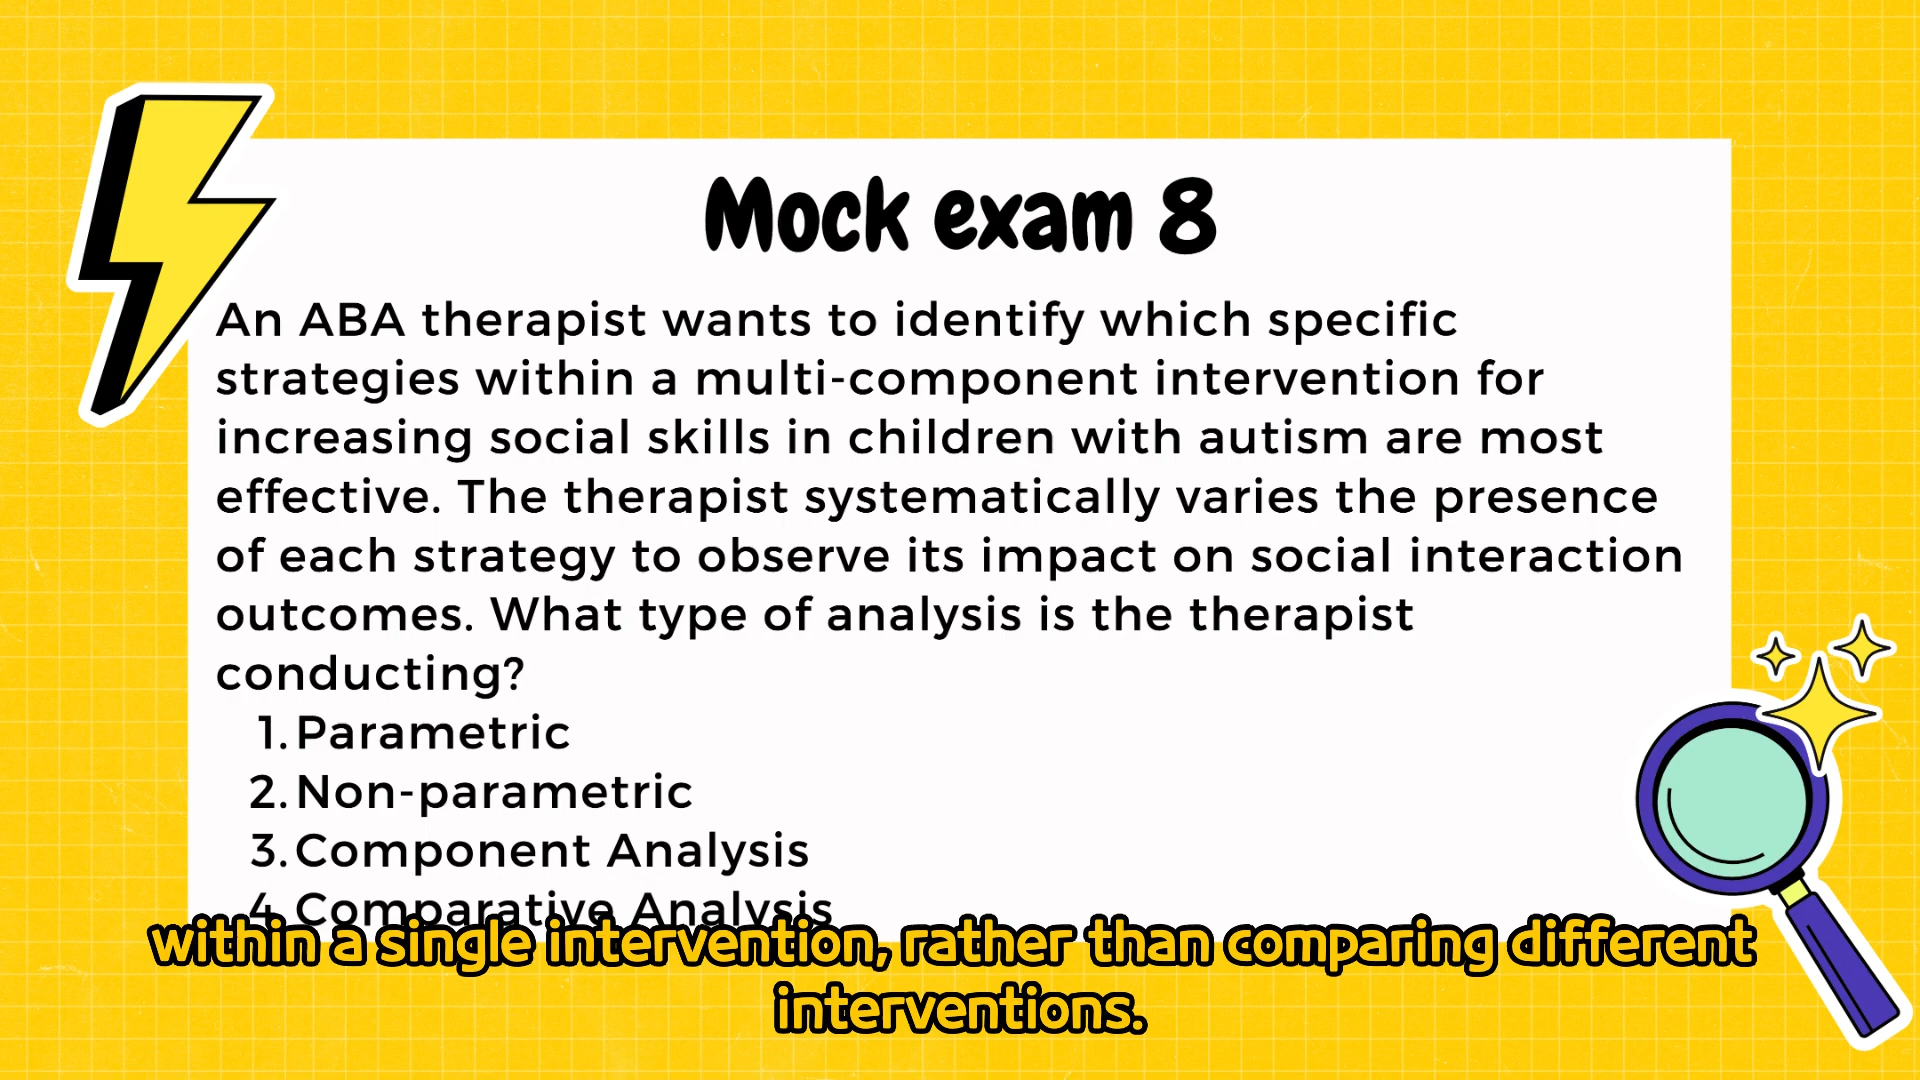 Mock exam 8
An ABA therapist wants to identify which specific
strategies within a multi-component intervention for
increasing social skills in children with autism are most
effective. The therapist systematically varies the presence
of each strategy to observe its impact on social interaction
outcomes. What type of analysis is the therapist
conducting?
1. Parametric
2. Non-parametric
3. Component Analysis
4. Comparative Analysis
within a single intervention, rather than comparing different
interventions.